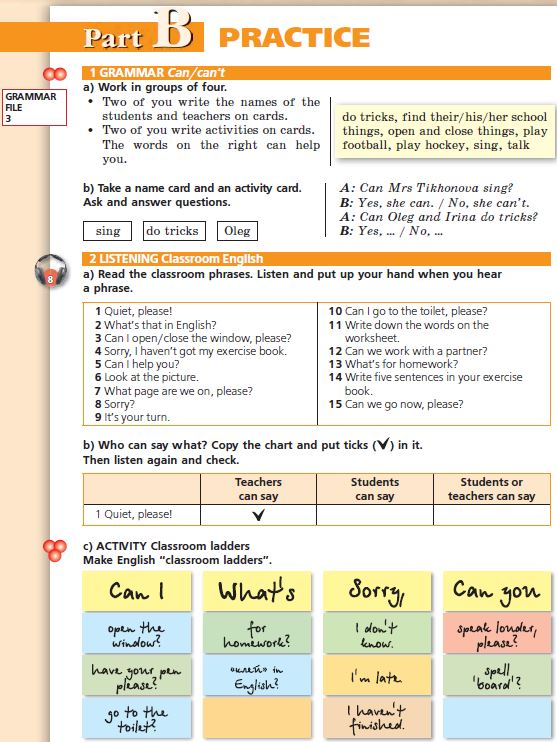 Part B PRACTICE
1 GRAMMAR Can/can't
GRAMMAR
FILE
3
a) Work in groups of four.
• Two of you write the names of the
students and teachers on cards.
• Two of you write activities on cards.
The words on the right can help
you.
do tricks, find their/his/her school
things, open and close things, play
football, play hockey, sing, talk
b) Take a name card and an activity card.
Ask and answer questions.
sing
do tricks
Oleg
A: Can Mrs Tikhonova sing?
B: Yes, she can. / No, she can't.
A: Can Oleg and Irina do tricks?
B: Yes, … / No, …
2 LISTENING Classroom English
8
a) Read the classroom phrases. Listen and put up your hand when you hear
a phrase.
1 Quiet, please!
2 What's that in English?
3 Can I open/close the window, please?
4 Sorry, I haven't got my exercise book.
5 Can I help you?
6 Look at the picture.
7 What page are we on, please?
8 Sorry?
9 It's your turn.
10 Can I go to the toilet, please?
11 Write down the words on the
worksheet.
12 Can we work with a partner?
13 What's for homework?
14 Write five sentences in your exercise
book.
15 Can we go now, please?
b) Who can say what? Copy the chart and put ticks (✓) in it.
Then listen again and check.
Teachers
can say
Students
can say
Students or
teachers can say
1 Quiet, please! ✓
c) ACTIVITY Classroom ladders
Make English "classroom ladders".
Can I
open the
window?
have your pen
please?
go to the
toilet?
What's
for
homework?
«клей» in
English?
Sorry,
I don't
know.
I'm late.
I haven't
finished.
Can you
speak louder,
please?
spell
'board'?